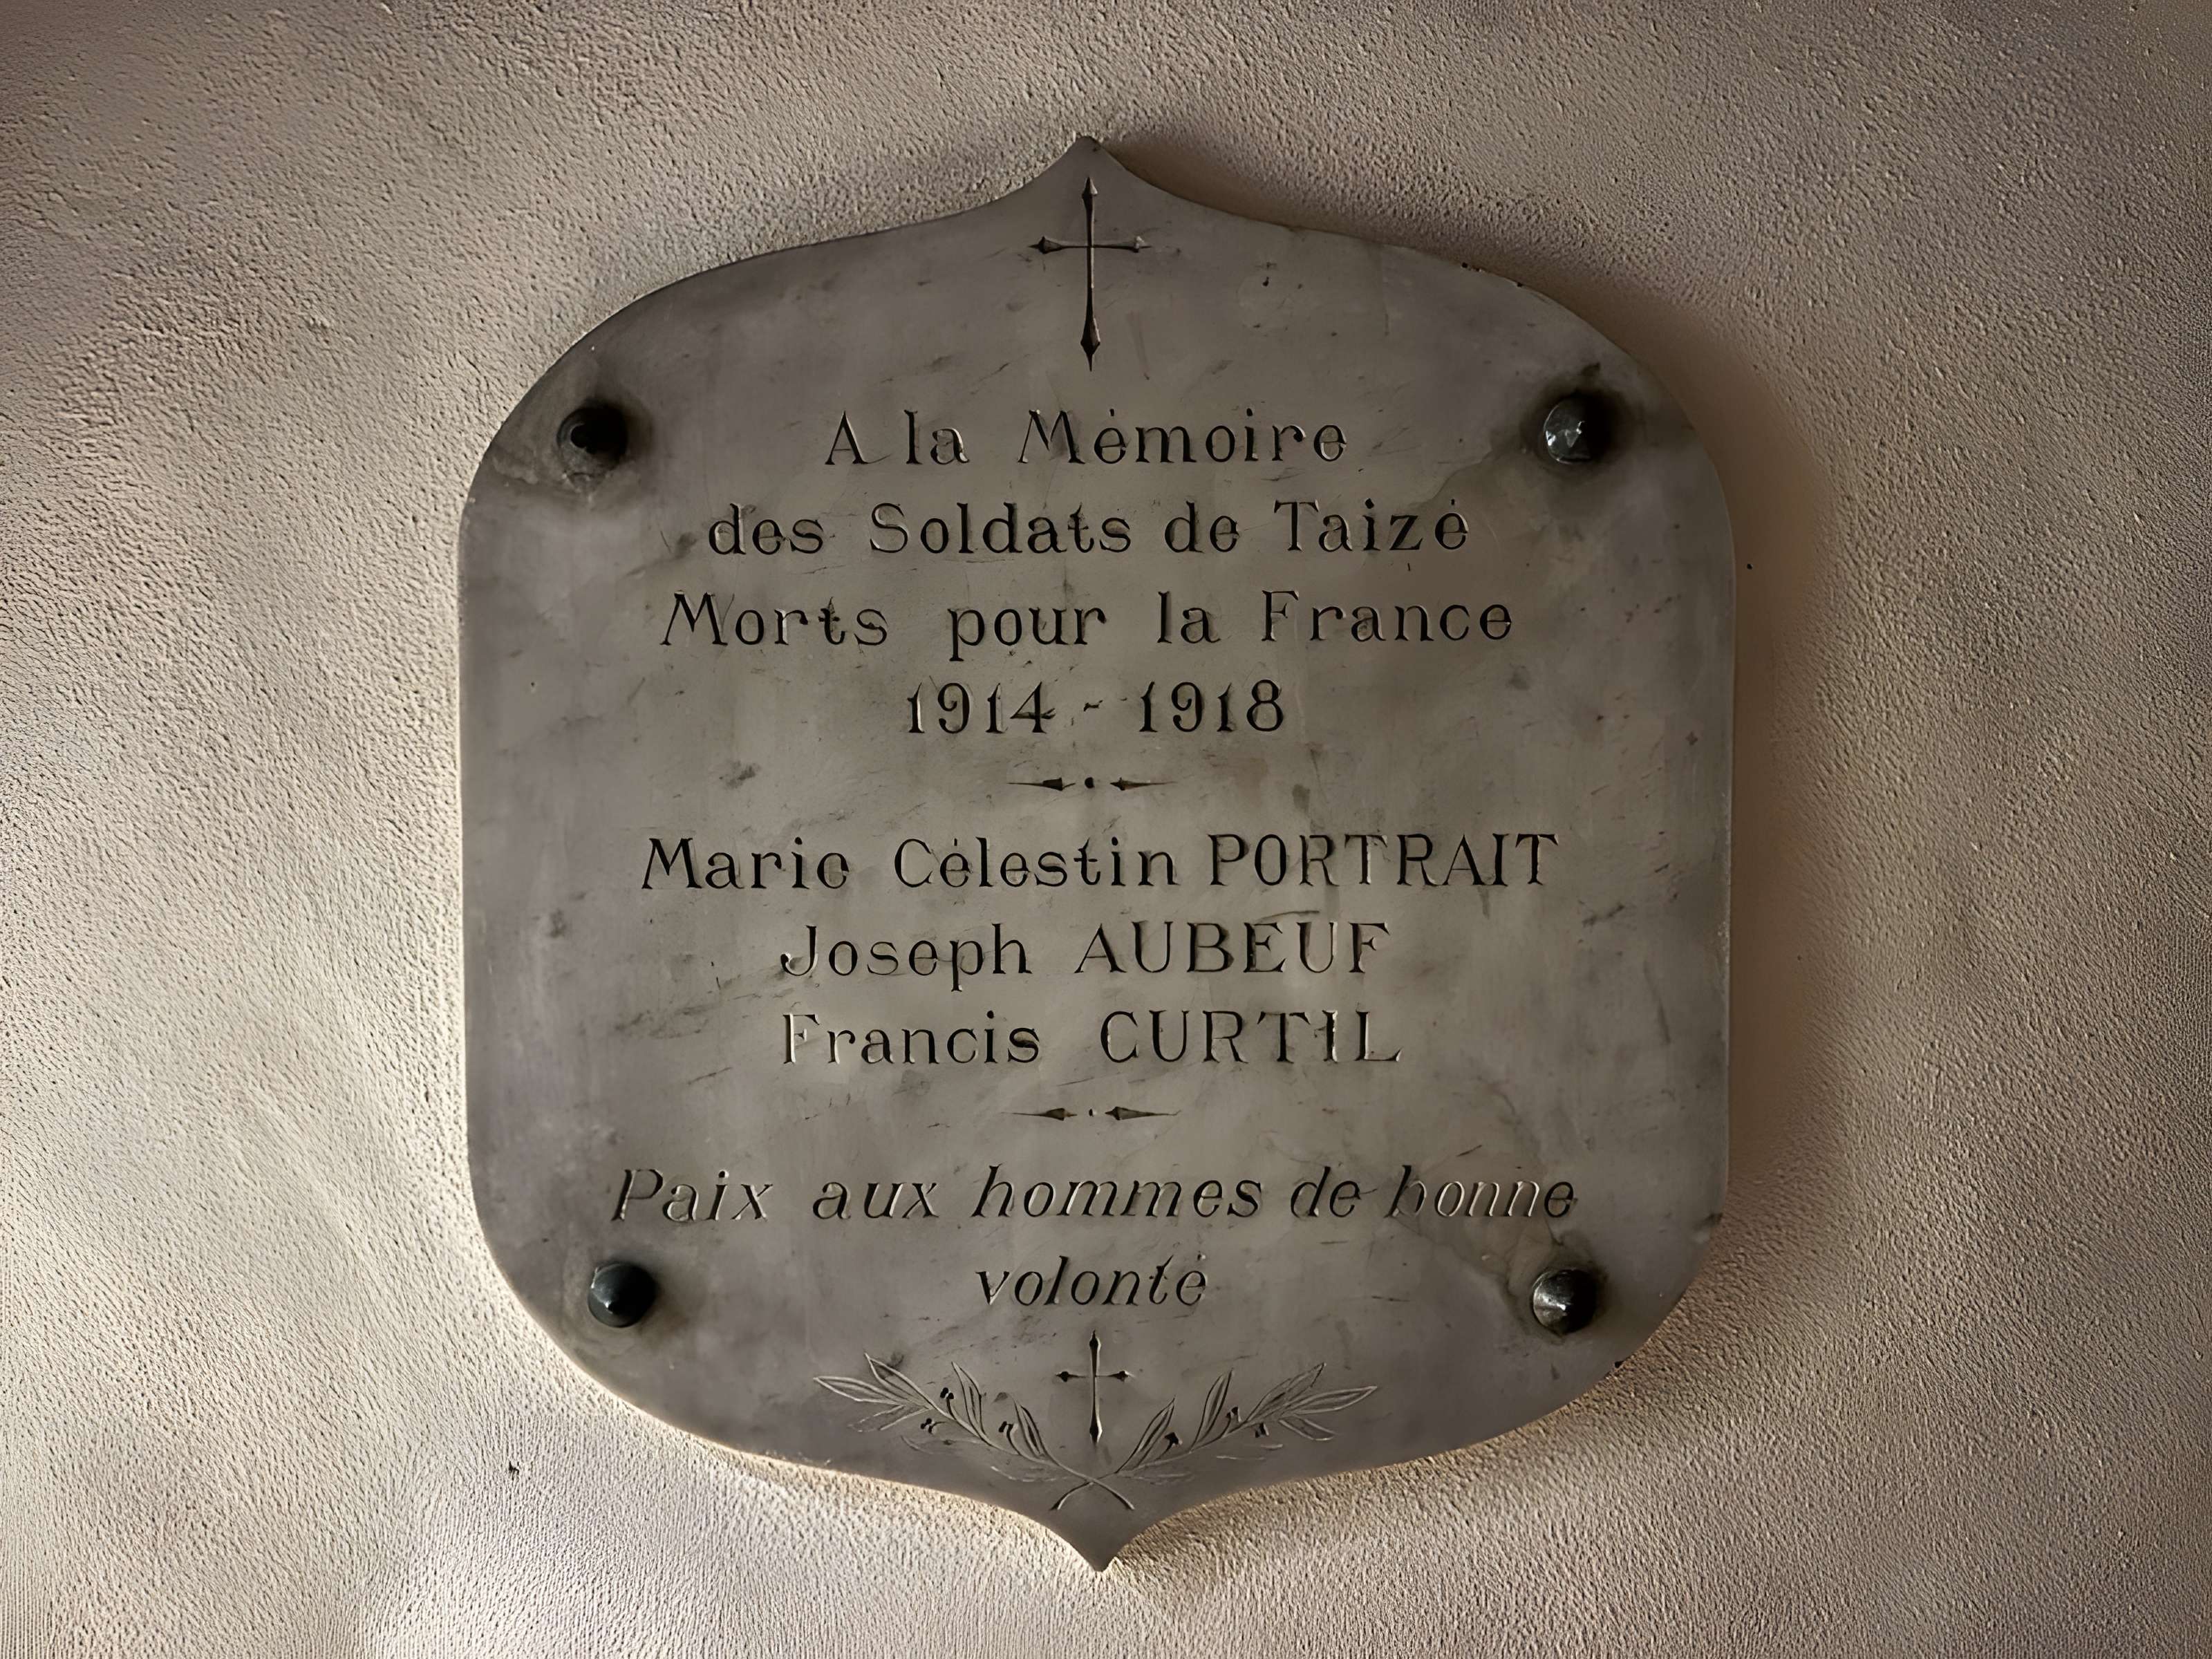 A la Mémoire
des Soldats de Taizé
Morts pour la France
1914 - 1918
Marie Célestin PORTRAIT
Joseph AUBEUF
Francis CURTIL
Paix aux hommes de bonne
volonté